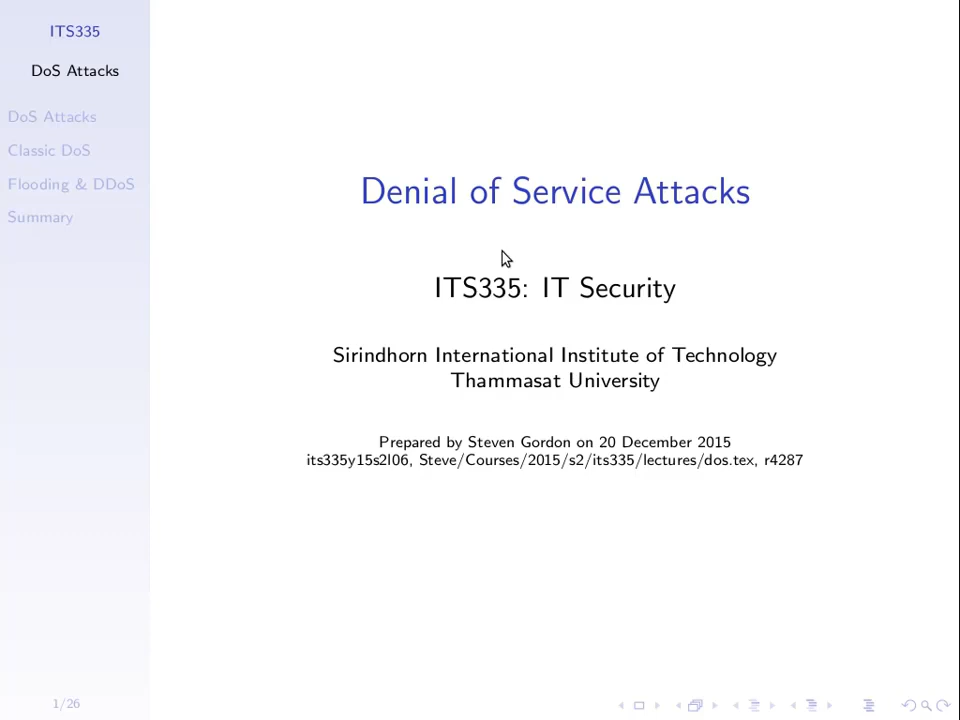 ITS335
DoS Attacks
DoS Attacks
Classic DoS
Flooding & DDoS
Summary
Denial of Service Attacks
ITS335: IT Security
Sirindhorn International Institute of Technology
Thammasat University
Prepared by Steven Gordon on 20 December 2015
its335y15s2l06, Steve/Courses/2015/s2/its335/lectures/dos.tex, r4287
1/26